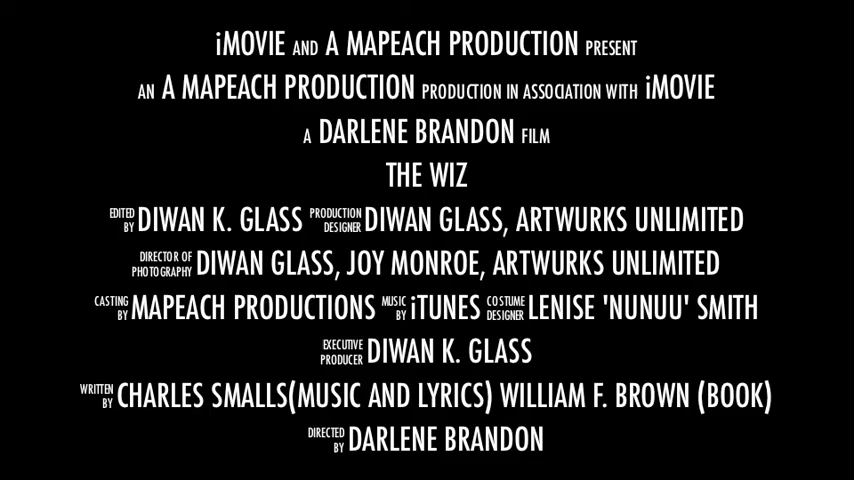 iMOVIE AND A MAPEACH PRODUCTION PRESENT
AN A MAPEACH PRODUCTION PRODUCTION IN ASSOCIATION WITH iMOVIE
A DARLENE BRANDON FILM
THE WIZ
EDITED BY DIWAN K. GLASS PRODUCTION DESIGNER DIWAN GLASS, ARTWURKS UNLIMITED
DIRECTOR OF PHOTOGRAPHY DIWAN GLASS, JOY MONROE, ARTWURKS UNLIMITED
CASTING BY MAPEACH PRODUCTIONS MUSIC BY iTUNES COSTUME DESIGNER LENISE 'NUNUU' SMITH
EXECUTIVE PRODUCER DIWAN K. GLASS
WRITTEN BY CHARLES SMALLS(MUSIC AND LYRICS) WILLIAM F. BROWN (BOOK)
DIRECTED BY DARLENE BRANDON